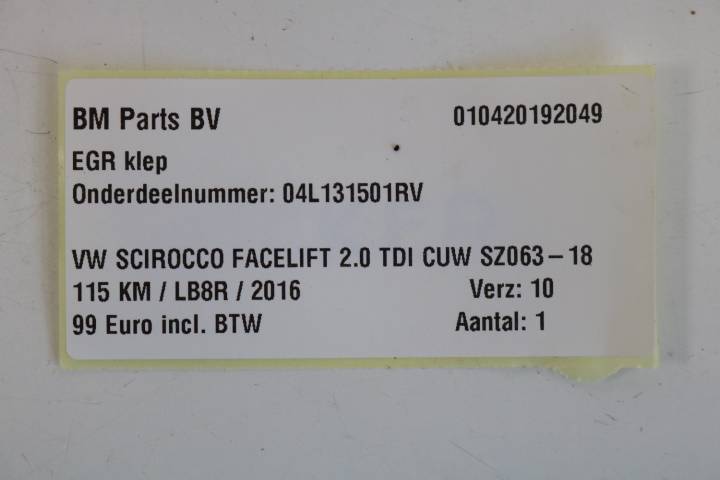 BM Parts BV 010420192049
EGR klep
Onderdeelnummer: 04L131501RV
VW SCIROCCO FACELIFT 2.0 TDI CUW SZ063-18
115 KM / LB8R / 2016 Verz: 10
99 Euro incl. BTW Aantal: 1